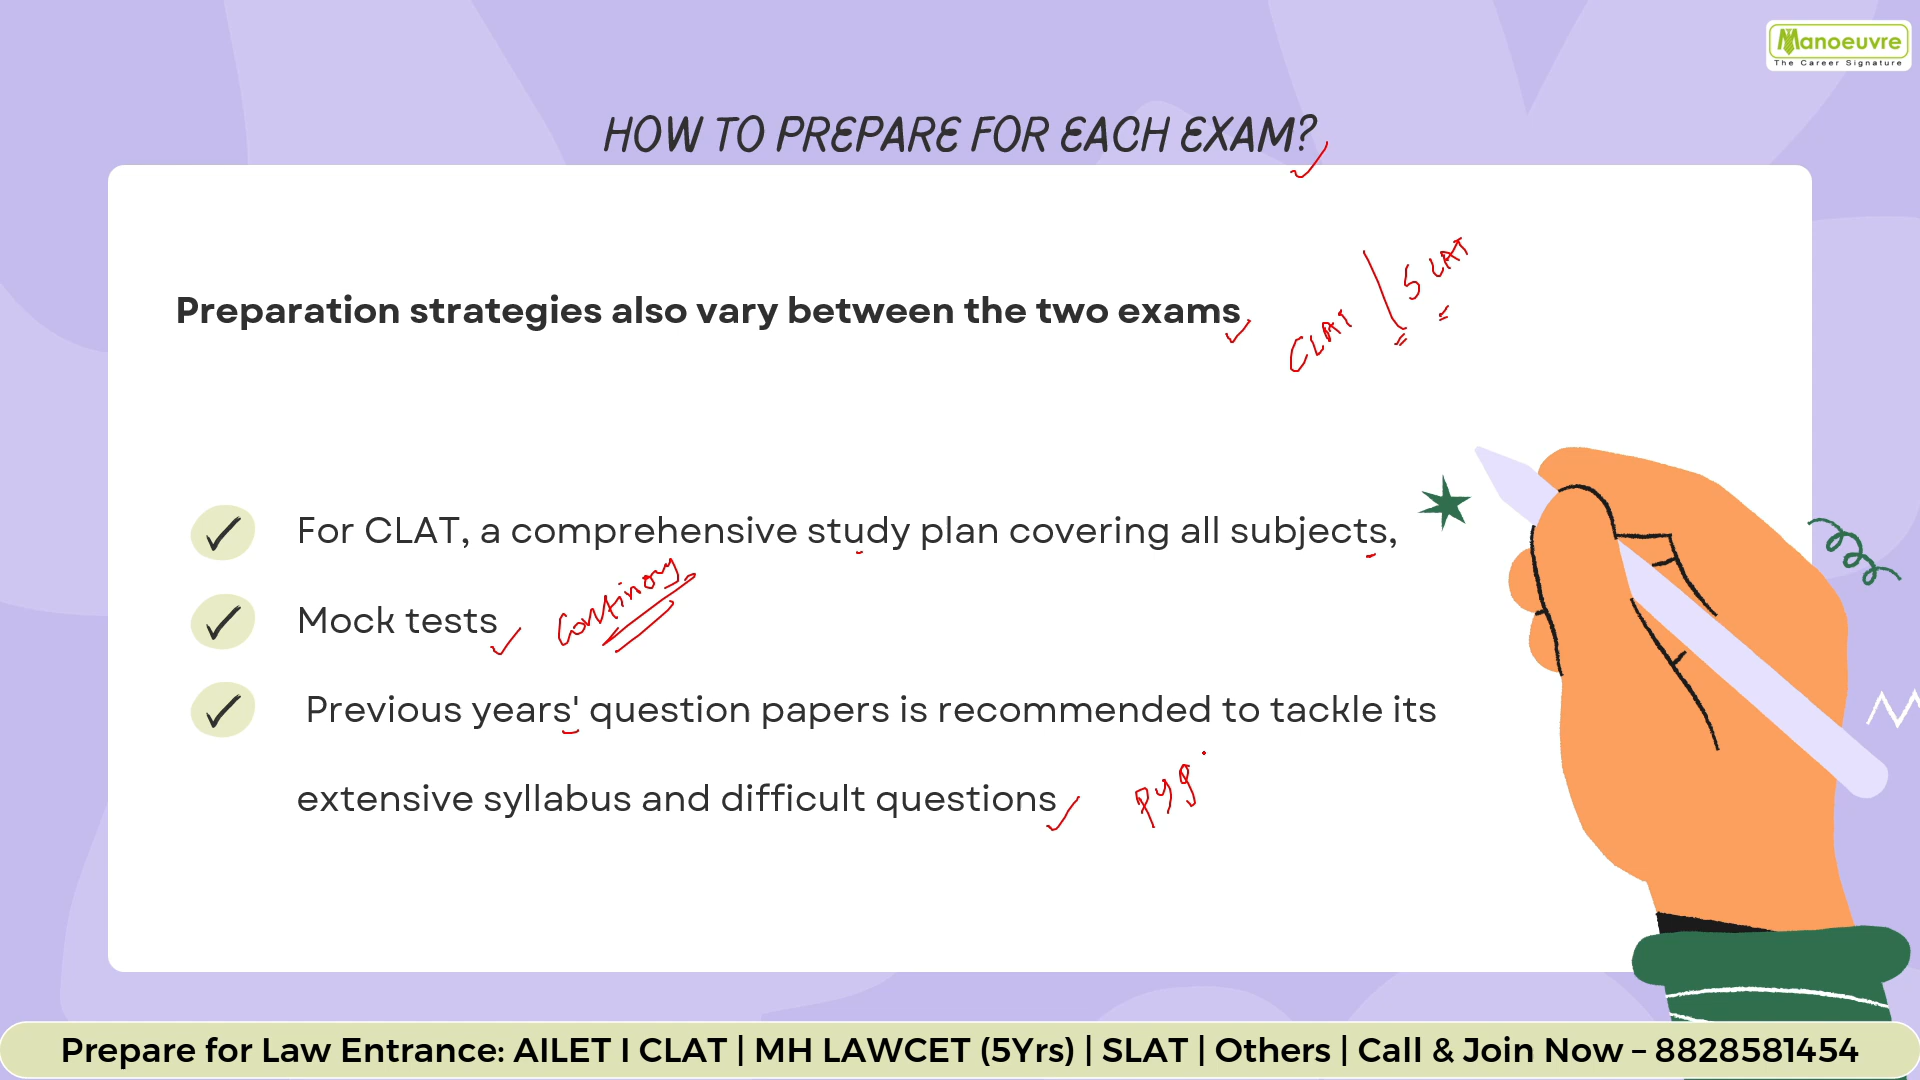 Manoeuvre
The Career Signature
HOW TO PREPARE FOR EACH EXAM?
Preparation strategies also vary between the two exams
CLAT / SLAT
For CLAT, a comprehensive study plan covering all subjects,
Mock tests
Previous years' question papers is recommended to tackle its
extensive syllabus and difficult questions
PYQ
Prepare for Law Entrance: AILET I CLAT | MH LAWCET (5Yrs) | SLAT | Others | Call & Join Now – 8828581454